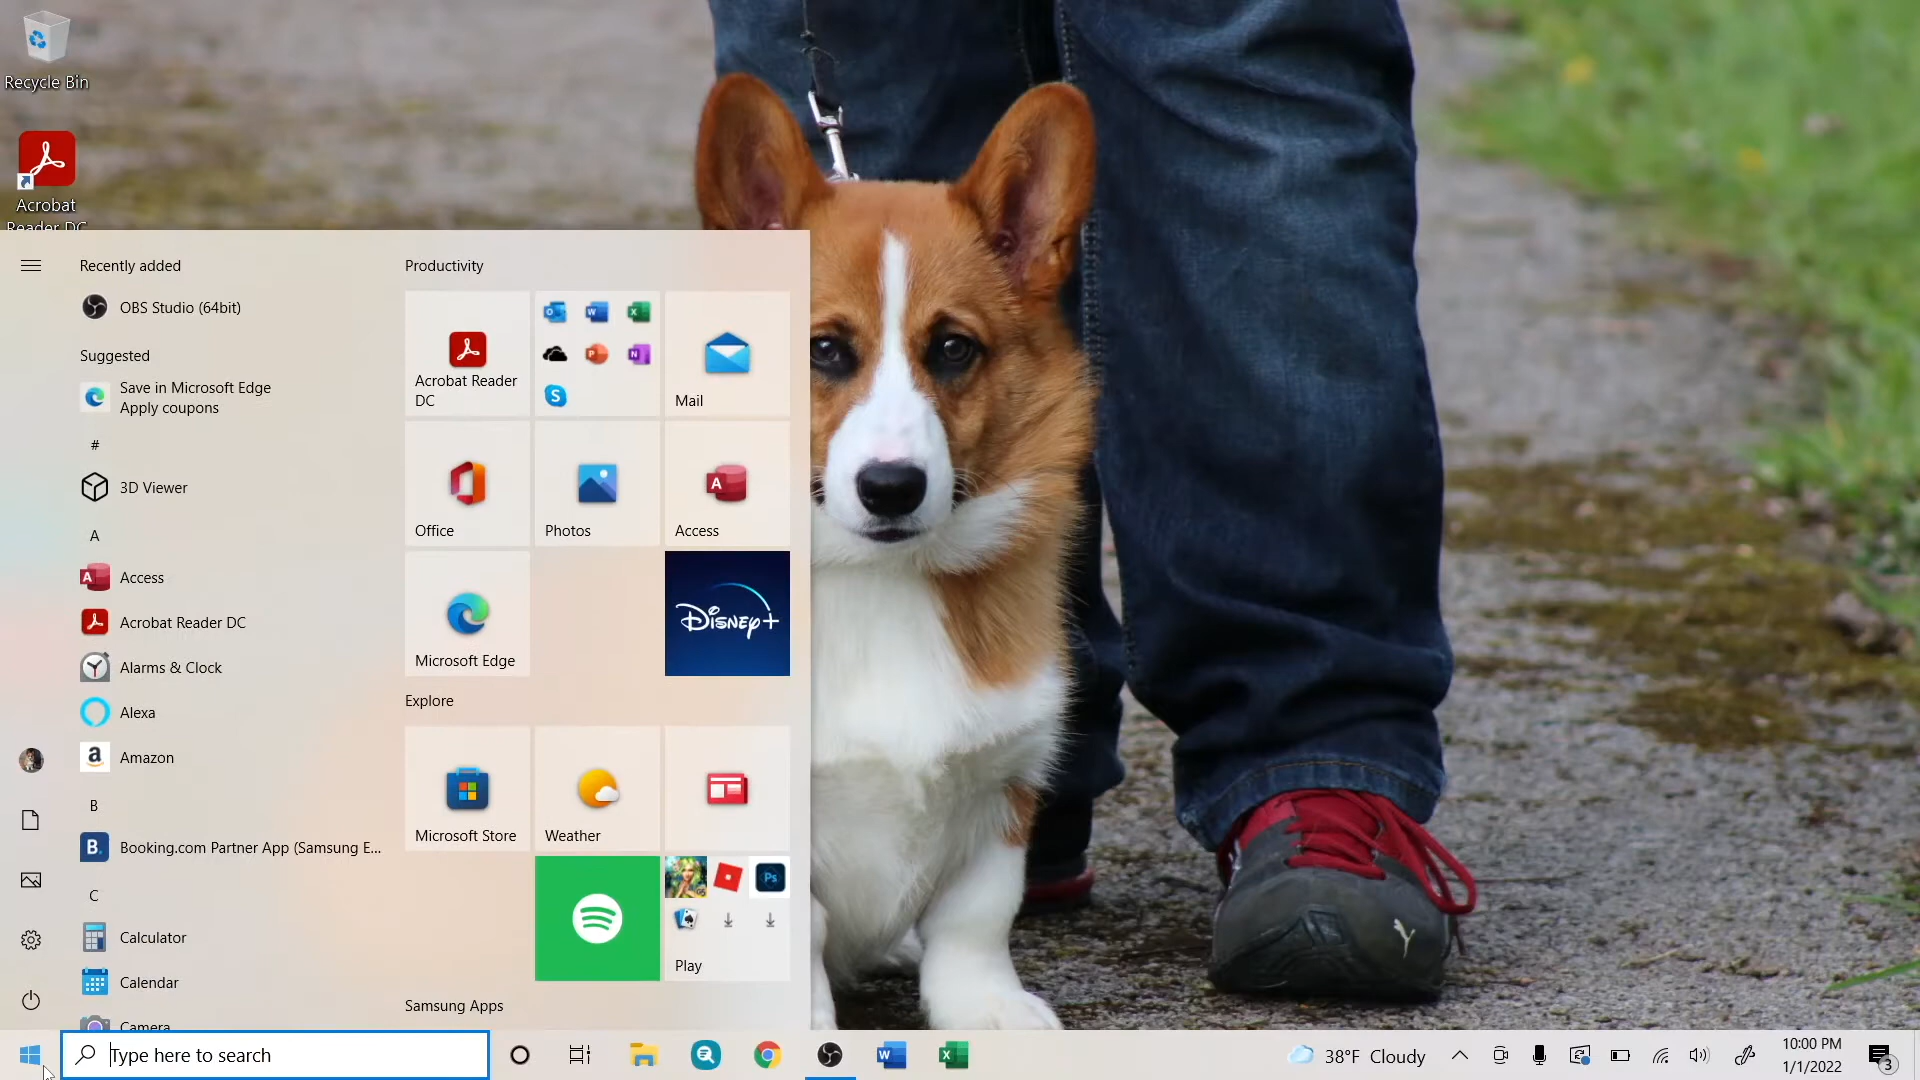 Recycle Bin
Acrobat
Reader DC
Recently added
OBS Studio (64bit)
Suggested
Save in Microsoft Edge
Apply coupons
#
3D Viewer
A
Access
Acrobat Reader DC
Alarms & Clock
Alexa
Amazon
B
Booking.com Partner App (Samsung E...
C
Calculator
Calendar
Camera
Productivity
Acrobat Reader
DC
Mail
Office
Photos
Access
Microsoft Edge
Disney+
Explore
Microsoft Store
Weather
Ps
Play
Samsung Apps
Type here to search
38°F Cloudy
10:00 PM
1/1/2022
3